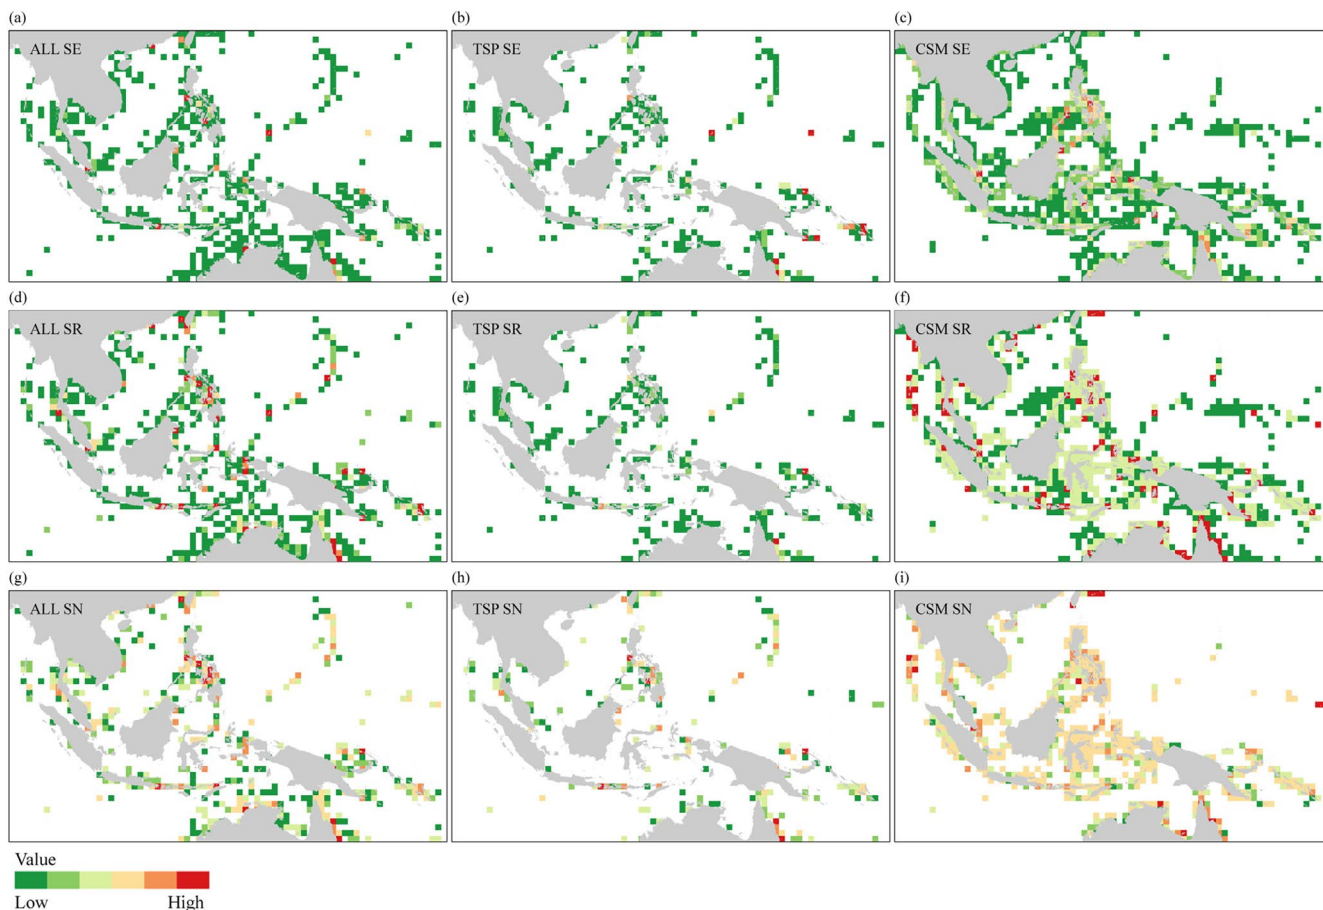 (a)
(b)
(c)
ALL SE
TSP SE
CSM SE
(d)
(e)
(f)
ALL SR
TSP SR
CSM SR
(g)
(h)
(i)
ALL SN
TSP SN
CSM SN
Value
Low High